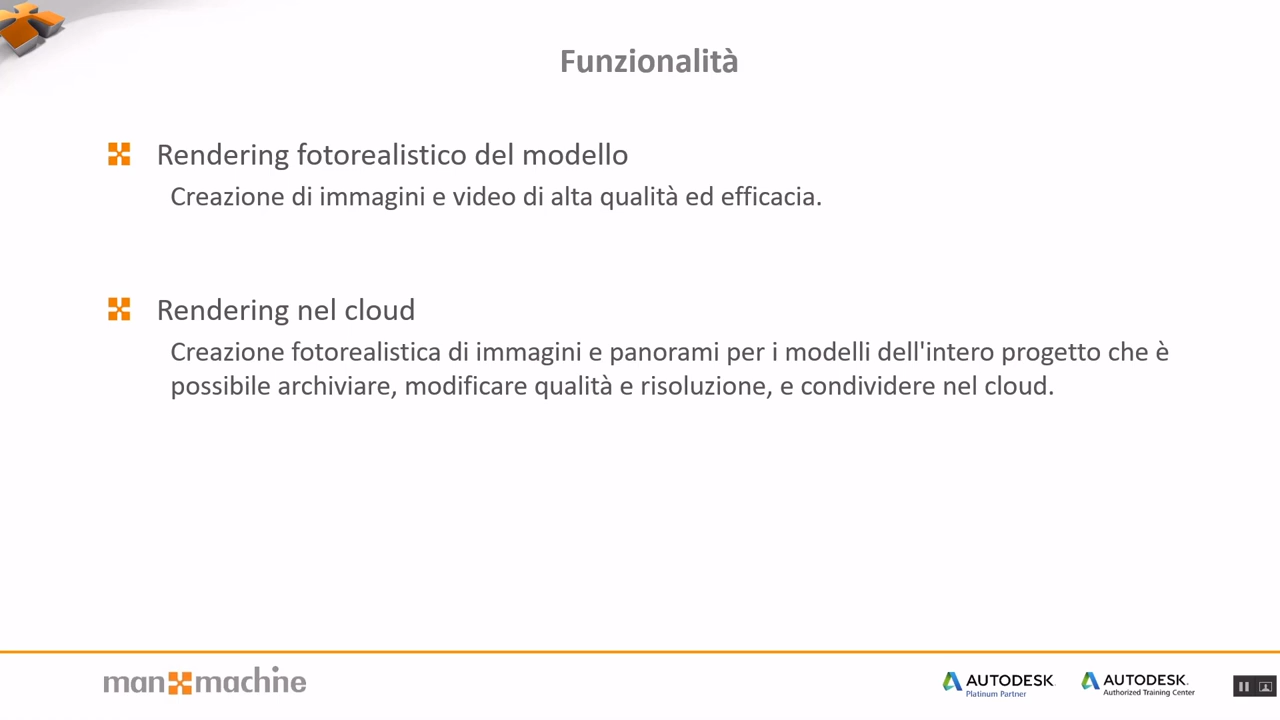 Funzionalità
Rendering fotorealistico del modello
Creazione di immagini e video di alta qualità ed efficacia.
Rendering nel cloud
Creazione fotorealistica di immagini e panorami per i modelli dell'intero progetto che è
possibile archiviare, modificare qualità e risoluzione, e condividere nel cloud.
man machine
AUTODESK.
Platinum Partner
AUTODESK.
Authorized Training Center